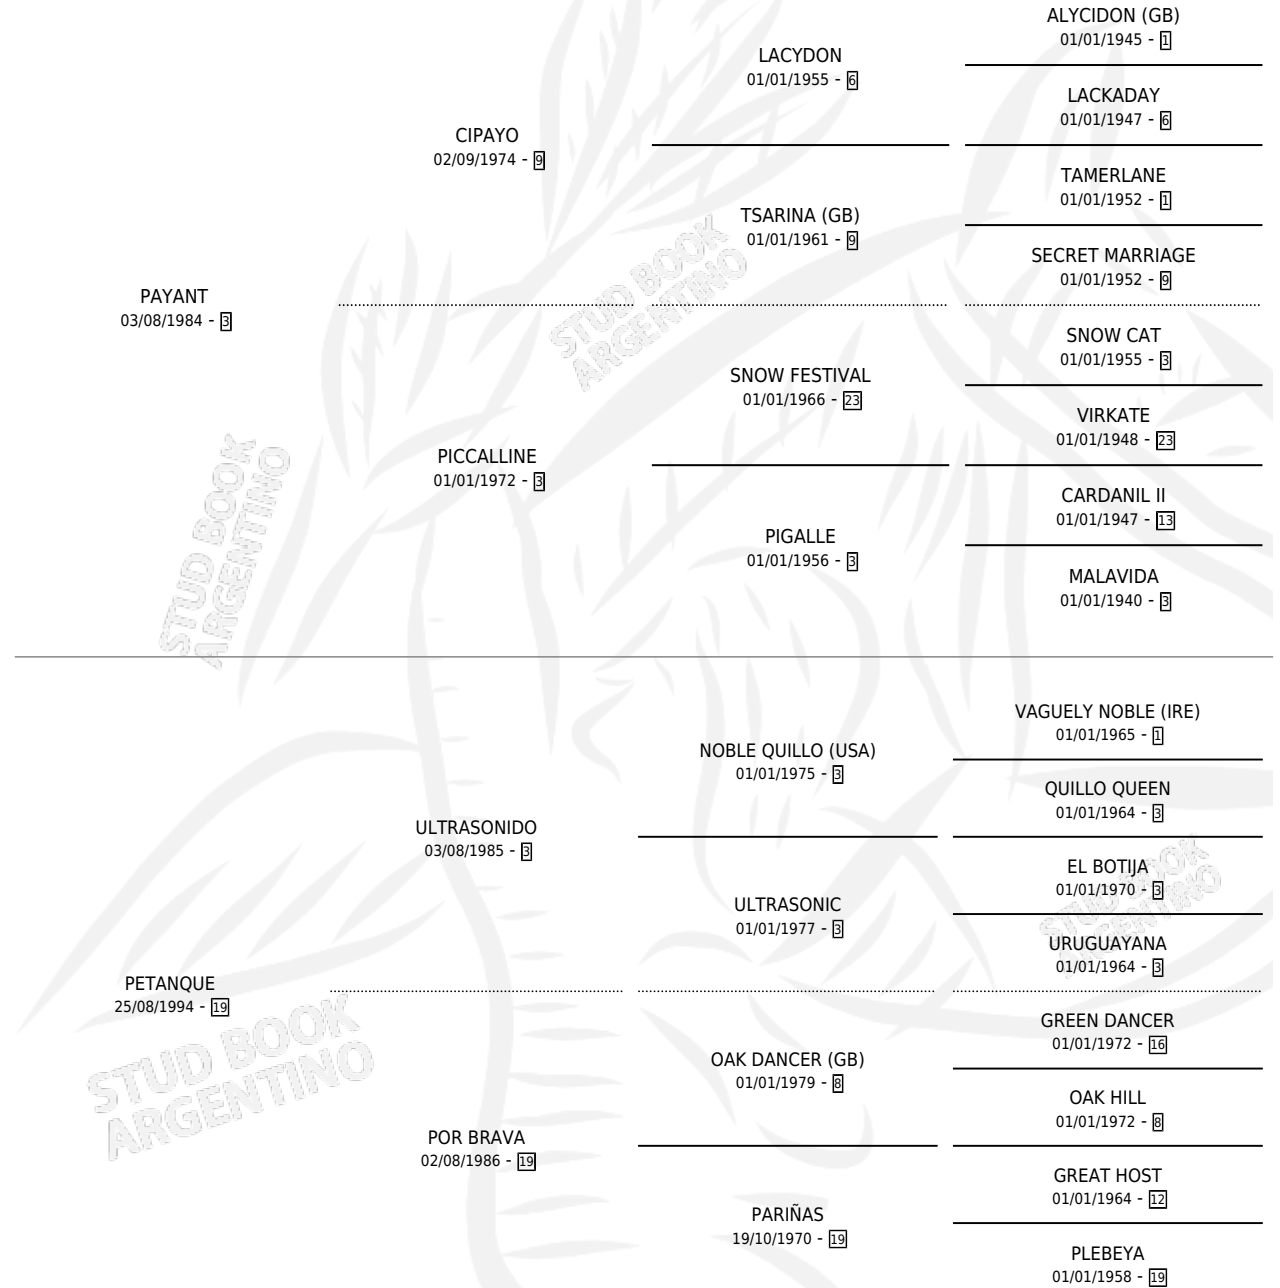 ALYCIDON (GB)
01/01/1945 - 1
LACYDON
01/01/1955 - 6
LACKADAY
01/01/1947 - 6
CIPAYO
02/09/1974 - 9
TAMERLANE
01/01/1952 - 1
TSARINA (GB)
01/01/1961 - 9
SECRET MARRIAGE
01/01/1952 - 9
PAYANT
03/08/1984 - 3
STUD BOOK
ARGENTINO
SNOW CAT
01/01/1955 - 3
SNOW FESTIVAL
01/01/1966 - 23
VIRKATE
01/01/1948 - 23
PICCALLINE
01/01/1972 - 3
CARDANIL II
01/01/1947 - 13
PIGALLE
01/01/1956 - 3
MALAVIDA
01/01/1940 - 3
STUD BOOK
ARGENTINO
VAGUELY NOBLE (IRE)
01/01/1965 - 1
NOBLE QUILLO (USA)
01/01/1975 - 3
QUILLO QUEEN
01/01/1964 - 3
ULTRASONIDO
03/08/1985 - 3
EL BOTIJA
01/01/1970 - 3
ULTRASONIC
01/01/1977 - 3
URUGUAYANA
01/01/1964 - 3
STUD BOOK
ARGENTINO
PETANQUE
25/08/1994 - 19
GREEN DANCER
01/01/1972 - 16
OAK DANCER (GB)
01/01/1979 - 8
OAK HILL
01/01/1972 - 8
STUD BOOK
ARGENTINO
POR BRAVA
02/08/1986 - 19
GREAT HOST
01/01/1964 - 12
PARIÑAS
19/10/1970 - 19
PLEBEYA
01/01/1958 - 19